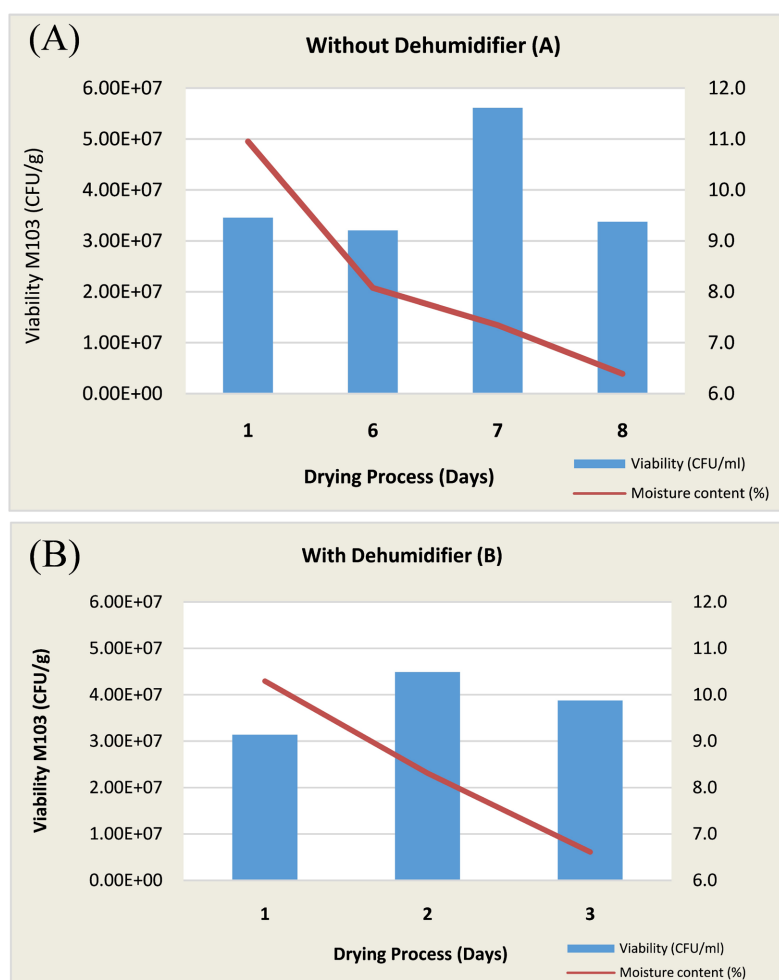 (A)
Without Dehumidifier (A)
Viability M103 (CFU/g)
6.00E+07
5.00E+07
4.00E+07
3.00E+07
2.00E+07
1.00E+07
0.00E+00
12.0
11.0
10.0
9.0
8.0
7.0
6.0
1 6 7 8
Drying Process (Days)
Viability (CFU/ml)
Moisture content (%)
(B)
With Dehumidifier (B)
Viability M103 (CFU/g)
6.00E+07
5.00E+07
4.00E+07
3.00E+07
2.00E+07
1.00E+07
0.00E+00
12.0
11.0
10.0
9.0
8.0
7.0
6.0
1 2 3
Drying Process (Days)
Viability (CFU/ml)
Moisture content (%)